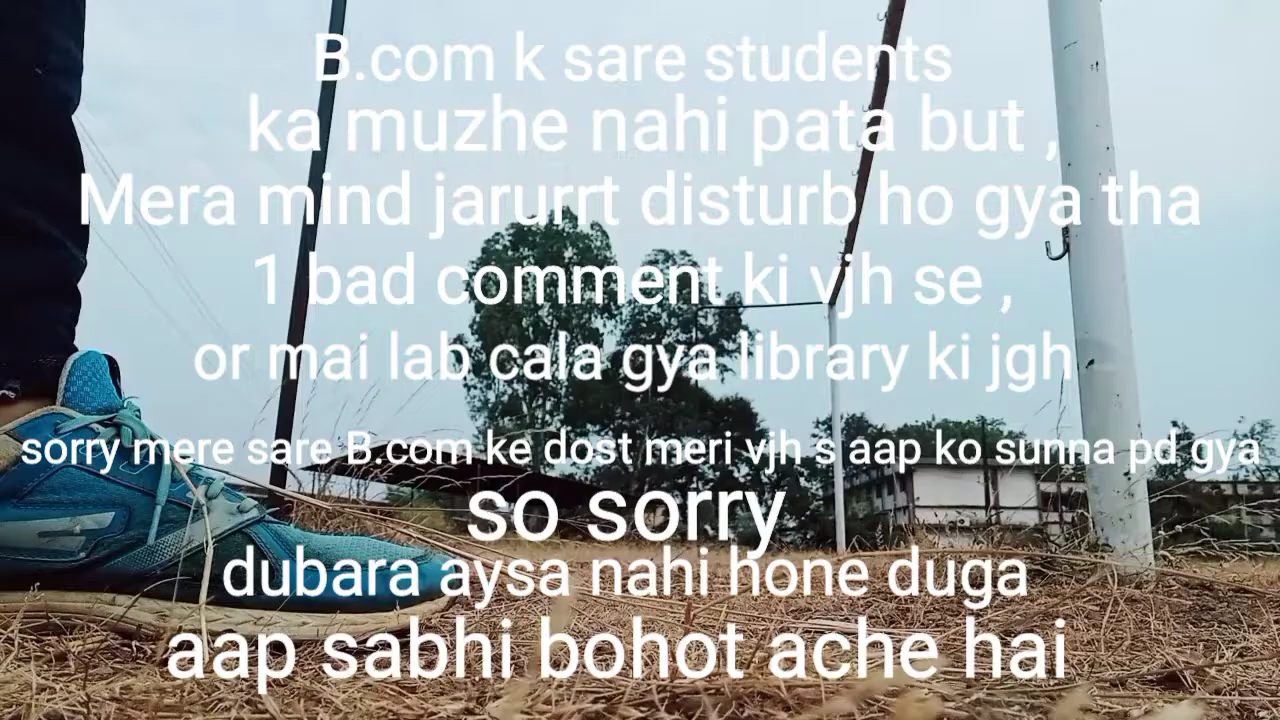 B.com k sare students
ka muzhe nahi pata but ,
Mera mind jarurrt disturb ho gya tha
1 bad comment ki vjh se ,
or mai lab cala gya library ki jgh
sorry mere sare B.com ke dost meri vjh s aap ko sunna pd gya
so sorry
dubara aysa nahi hone duga
aap sabhi bohot ache hai